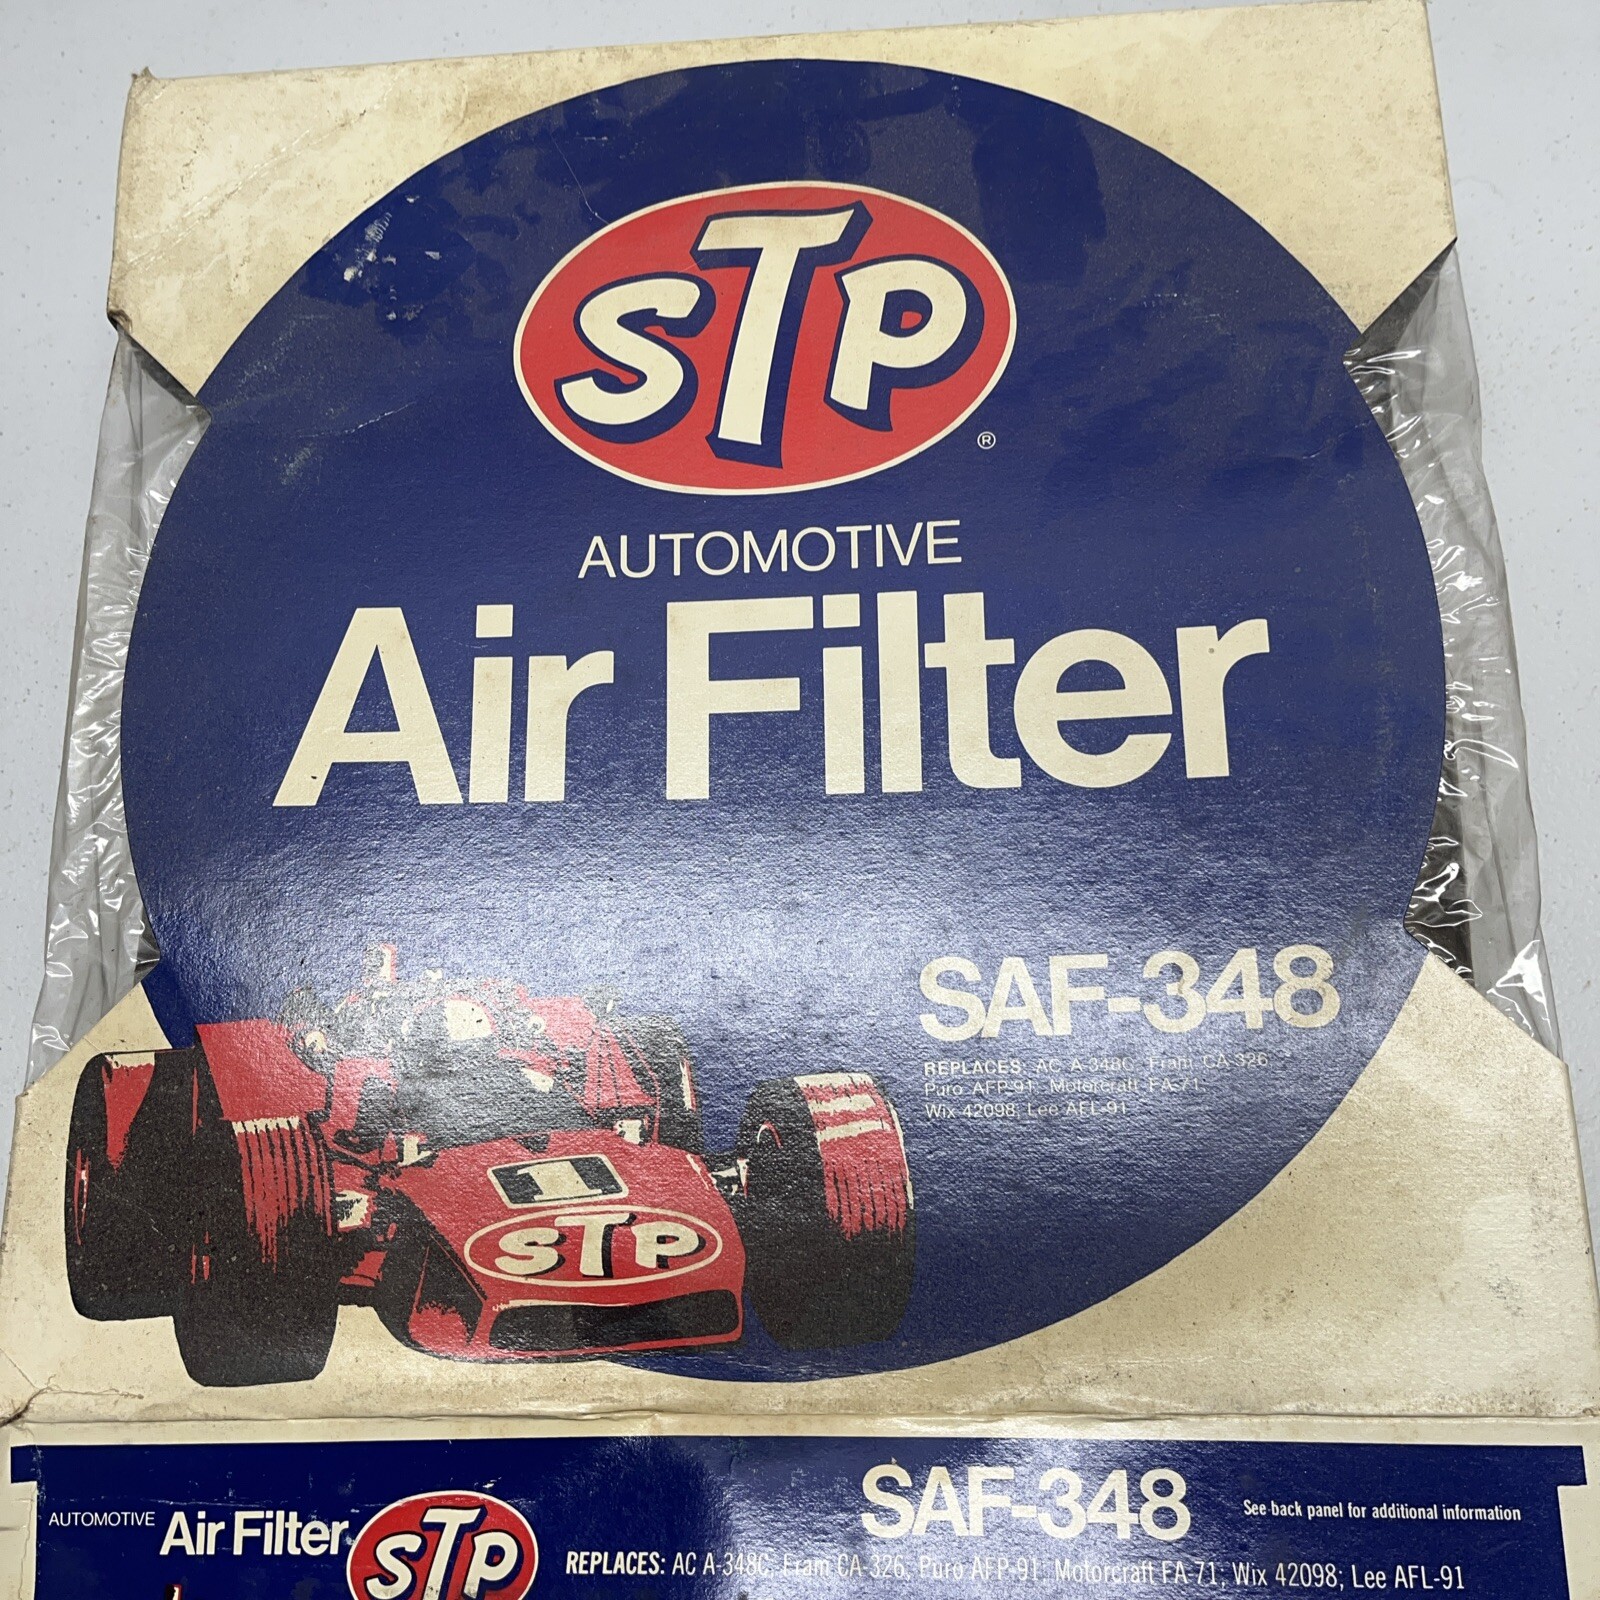 STP
®
AUTOMOTIVE
Air Filter
SAF-348
REPLACES: AC A-348C, Fram CA-326
Puro AFP-91; Motorcraft FA-71;
Wix 42098; Lee AFL-91
1
1
STP
SAF-348
See back panel for additional information
AUTOMOTIVE Air Filter STP
REPLACES: AC A-348C, Fram CA-326, Puro AFP-91; Motorcraft FA-71; Wix 42098; Lee AFL-91
1